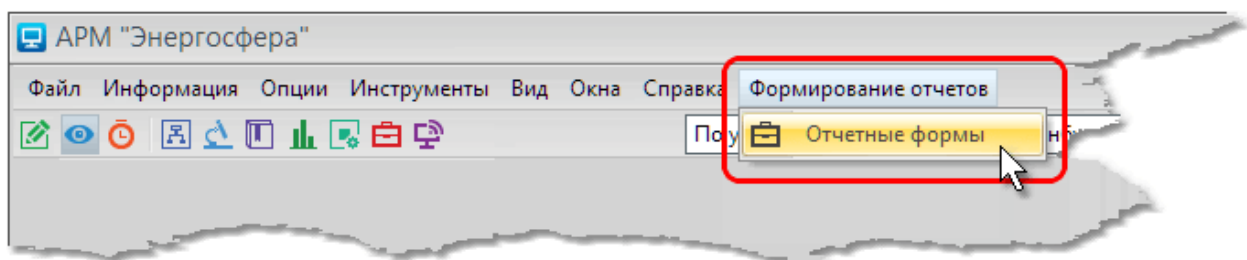 АРМ "Энергосфера"
Файл Информация Опции Инструменты Вид Окна Справка Формирование отчетов
Отчетные формы